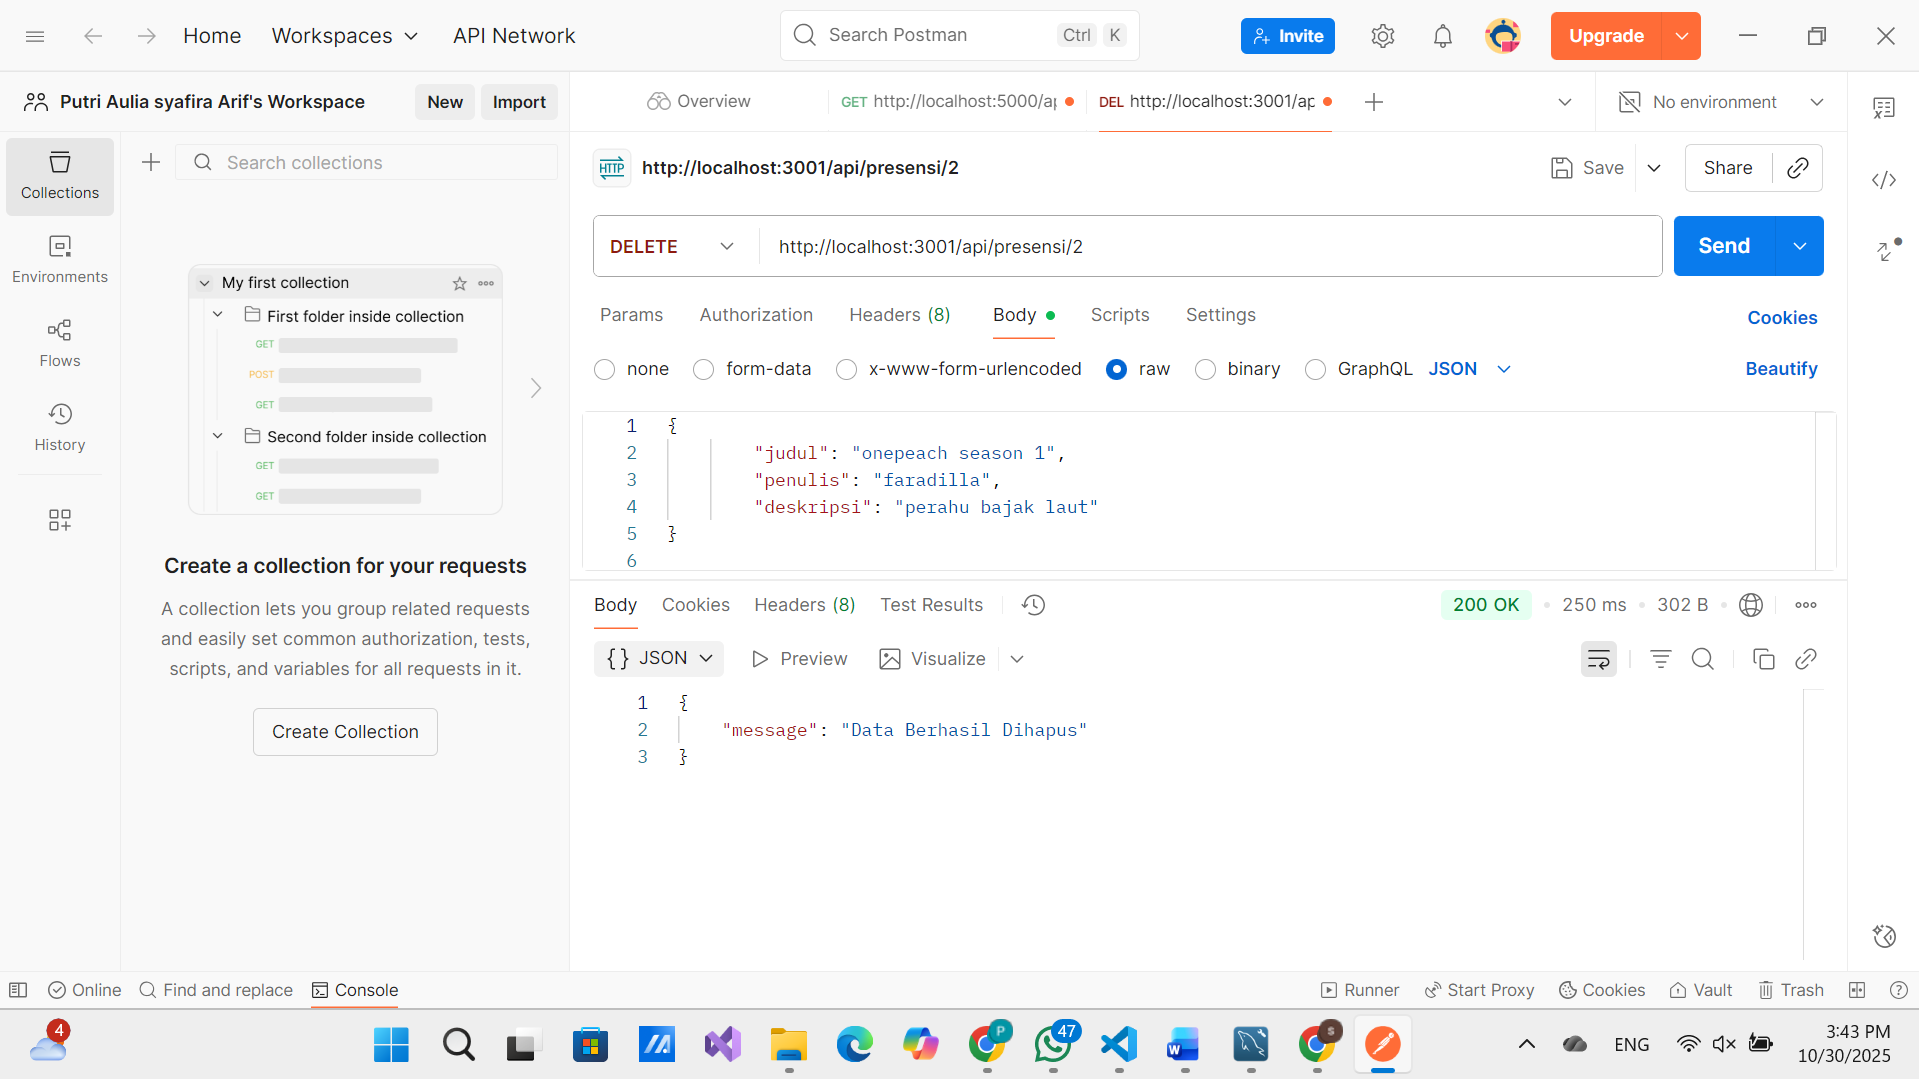 Home
Workspaces
API Network
Search Postman
Ctrl K
Invite
Upgrade
Putri Aulia syafira Arif's Workspace
New
Import
Overview
GET http://localhost:5000/ap
DEL http://localhost:3001/ap
No environment
Collections
Environments
Flows
History
Search collections
My first collection
First folder inside collection
GET
POST
GET
Second folder inside collection
GET
GET
Create a collection for your requests
A collection lets you group related requests
and easily set common authorization, tests,
scripts, and variables for all requests in it.
Create Collection
HTTP
http://localhost:3001/api/presensi/2
Save
Share
DELETE
http://localhost:3001/api/presensi/2
Send
Params
Authorization
Headers (8)
Body
Scripts
Settings
Cookies
none
form-data
x-www-form-urlencoded
raw
binary
GraphQL
JSON
Beautify
1 {
2 "judul": "onepeach season 1",
3 "penulis": "faradilla",
4 "deskripsi": "perahu bajak laut"
5 }
6
Body
Cookies
Headers (8)
Test Results
200 OK
250 ms
302 B
{} JSON
Preview
Visualize
1 {
2 "message": "Data Berhasil Dihapus"
3 }
Online
Find and replace
Console
Runner
Start Proxy
Cookies
Vault
Trash
4
P
47
W
S
ENG
3:43 PM
10/30/2025